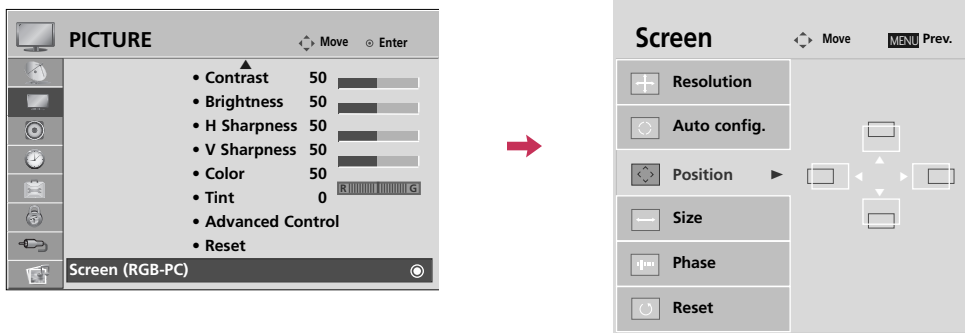 PICTURE
Move
Enter
• Contrast 50
• Brightness 50
• H Sharpness 50
• V Sharpness 50
• Color 50
• Tint 0
R G
• Advanced Control
• Reset
Screen (RGB-PC)
Screen
Move
MENU Prev.
Resolution
Auto config.
Position
Size
Phase
Reset